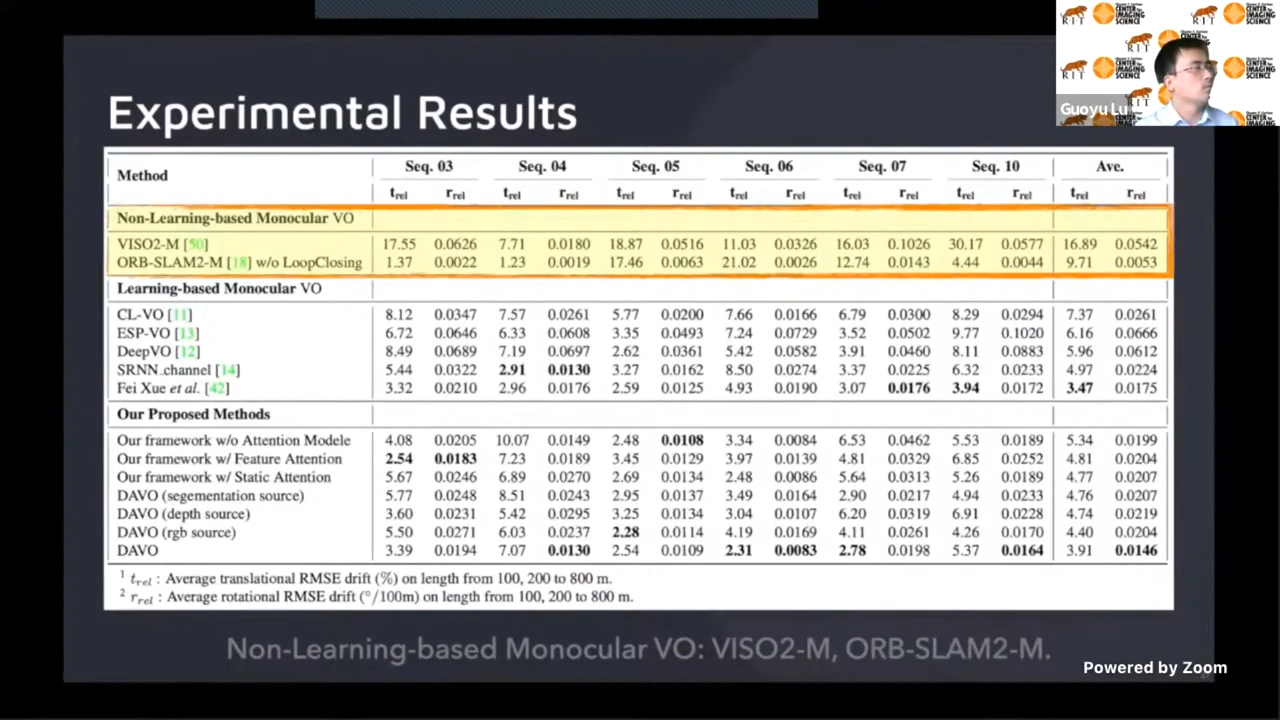 RIT
CENTER for
IMAGING
SCIENCE
Guoyu Lu
Experimental Results
Method Seq. 03 Seq. 04 Seq. 05 Seq. 06 Seq. 07 Seq. 10 Ave.
trel rrel trel rrel trel rrel trel rrel trel rrel trel rrel trel rrel
Non-Learning-based Monocular VO
VISO2-M [50] 17.55 0.0626 7.71 0.0180 18.87 0.0516 11.03 0.0326 16.03 0.1026 30.17 0.0577 16.89 0.0542
ORB-SLAM2-M [18] w/o LoopClosing 1.37 0.0022 1.23 0.0019 17.46 0.0063 21.02 0.0026 12.74 0.0143 4.44 0.0044 9.71 0.0053
Learning-based Monocular VO
CL-VO [11] 8.12 0.0347 7.57 0.0261 5.77 0.0200 7.66 0.0166 6.79 0.0300 8.29 0.0294 7.37 0.0261
ESP-VO [13] 6.72 0.0646 6.33 0.0608 3.35 0.0493 7.24 0.0729 3.52 0.0502 9.77 0.1020 6.16 0.0666
DeepVO [12] 8.49 0.0689 7.19 0.0697 2.62 0.0361 5.42 0.0582 3.91 0.0460 8.11 0.0883 5.96 0.0612
SRNN_channel [14] 5.44 0.0322 2.91 0.0130 3.27 0.0162 8.50 0.0274 3.37 0.0225 6.32 0.0233 4.97 0.0224
Fei Xue et al. [42] 3.32 0.0210 2.96 0.0176 2.59 0.0125 4.93 0.0190 3.07 0.0176 3.94 0.0172 3.47 0.0175
Our Proposed Methods
Our framework w/o Attention Modele 4.08 0.0205 10.07 0.0149 2.48 0.0108 3.34 0.0084 6.53 0.0462 5.53 0.0189 5.34 0.0199
Our framework w/ Feature Attention 2.54 0.0183 7.23 0.0189 3.45 0.0129 3.97 0.0139 4.81 0.0329 6.85 0.0252 4.81 0.0204
Our framework w/ Static Attention 5.67 0.0246 6.89 0.0270 2.69 0.0134 2.48 0.0086 5.64 0.0313 5.26 0.0189 4.77 0.0207
DAVO (segementation source) 5.77 0.0248 8.51 0.0243 2.95 0.0137 3.49 0.0164 2.90 0.0217 4.94 0.0233 4.76 0.0207
DAVO (depth source) 3.60 0.0231 5.42 0.0295 3.25 0.0134 3.04 0.0107 6.20 0.0319 6.91 0.0228 4.74 0.0219
DAVO (rgb source) 5.50 0.0271 6.03 0.0237 2.28 0.0114 4.19 0.0169 4.11 0.0261 4.26 0.0170 4.40 0.0204
DAVO 3.39 0.0194 7.07 0.0130 2.54 0.0109 2.31 0.0083 2.78 0.0198 5.37 0.0164 3.91 0.0146
1 trel : Average translational RMSE drift (%) on length from 100, 200 to 800 m.
2 rrel : Average rotational RMSE drift (°/100m) on length from 100, 200 to 800 m.
Non-Learning-based Monocular VO: VISO2-M, ORB-SLAM2-M.
Powered by Zoom